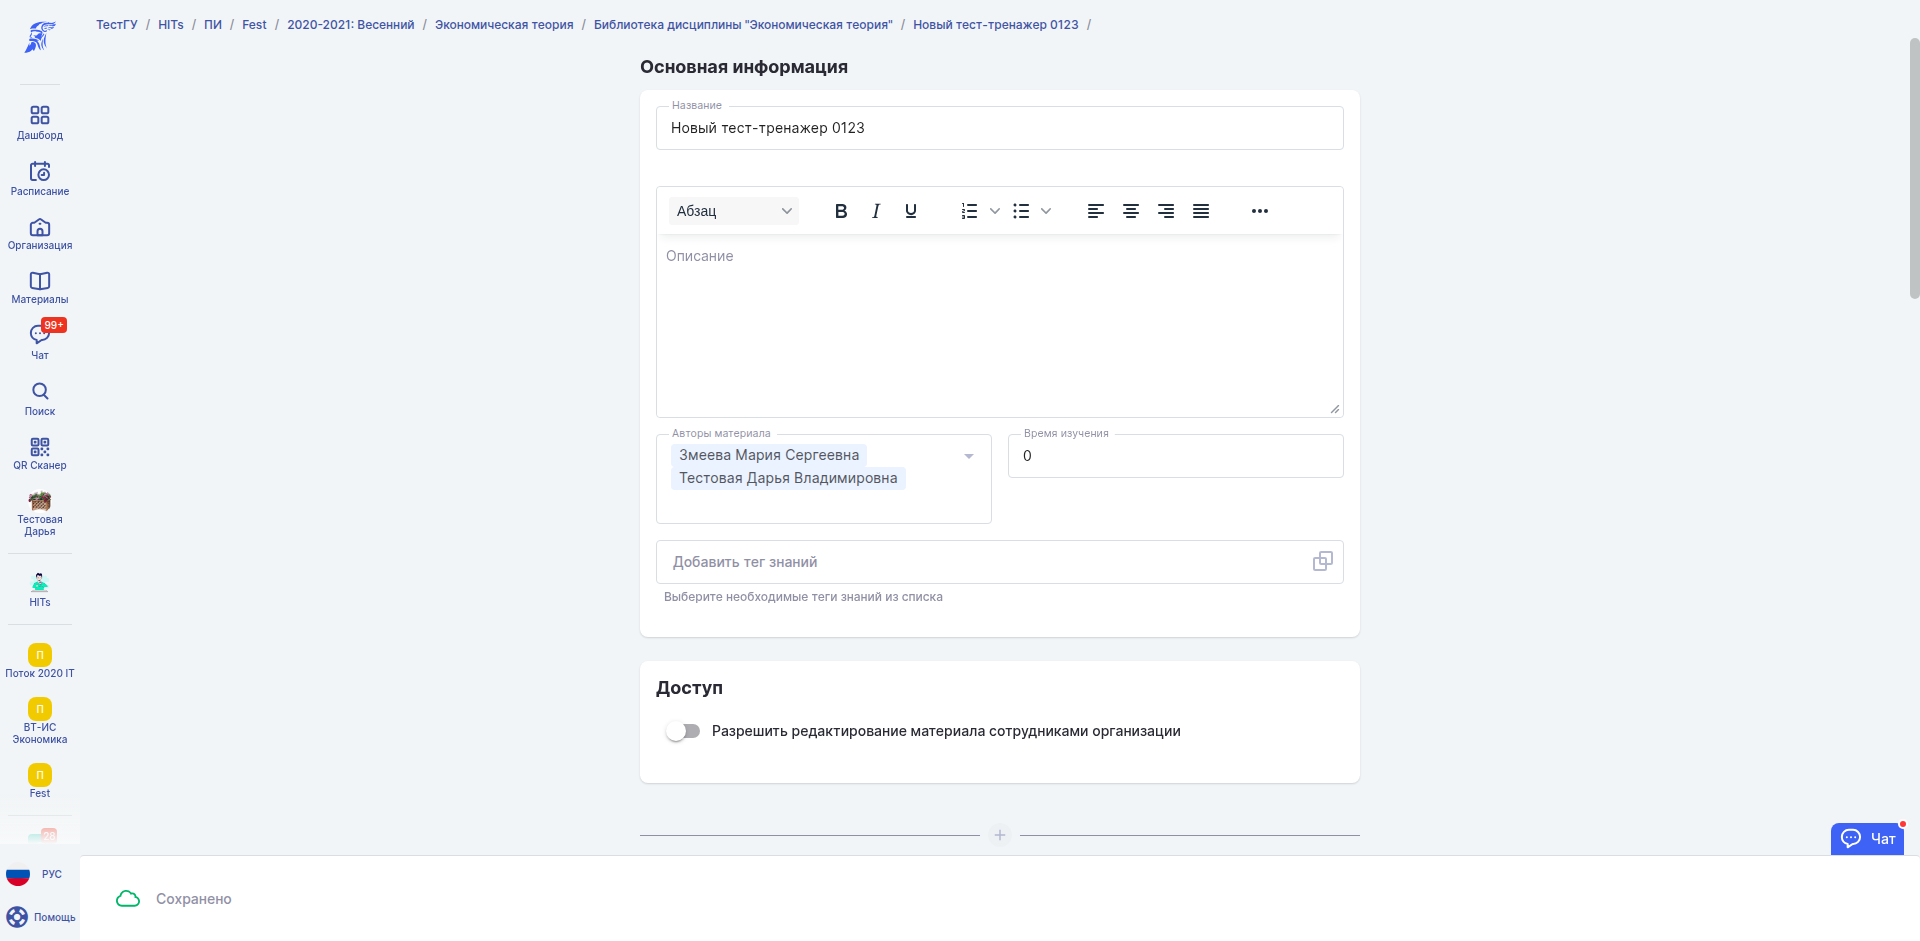 ТестГУ / HITs / ПИ / Fest / 2020-2021: Весенний / Экономическая теория / Библиотека дисциплины "Экономическая теория" / Новый тест-тренажер 0123 /
Дашборд
Расписание
Организация
Материалы
99+
Чат
Поиск
QR Сканер
Тестовая
Дарья
HITs
П
Поток 2020 IT
П
ВТ-ИС
Экономика
П
Fest
28
РУС
Помощь
Основная информация
Название
Новый тест-тренажер 0123
Абзац B I U
Описание
Авторы материала
Змеева Мария Сергеевна
Тестовая Дарья Владимировна
Время изучения
0
Добавить тег знаний
Выберите необходимые теги знаний из списка
Доступ
Разрешить редактирование материала сотрудниками организации
Чат
Сохранено